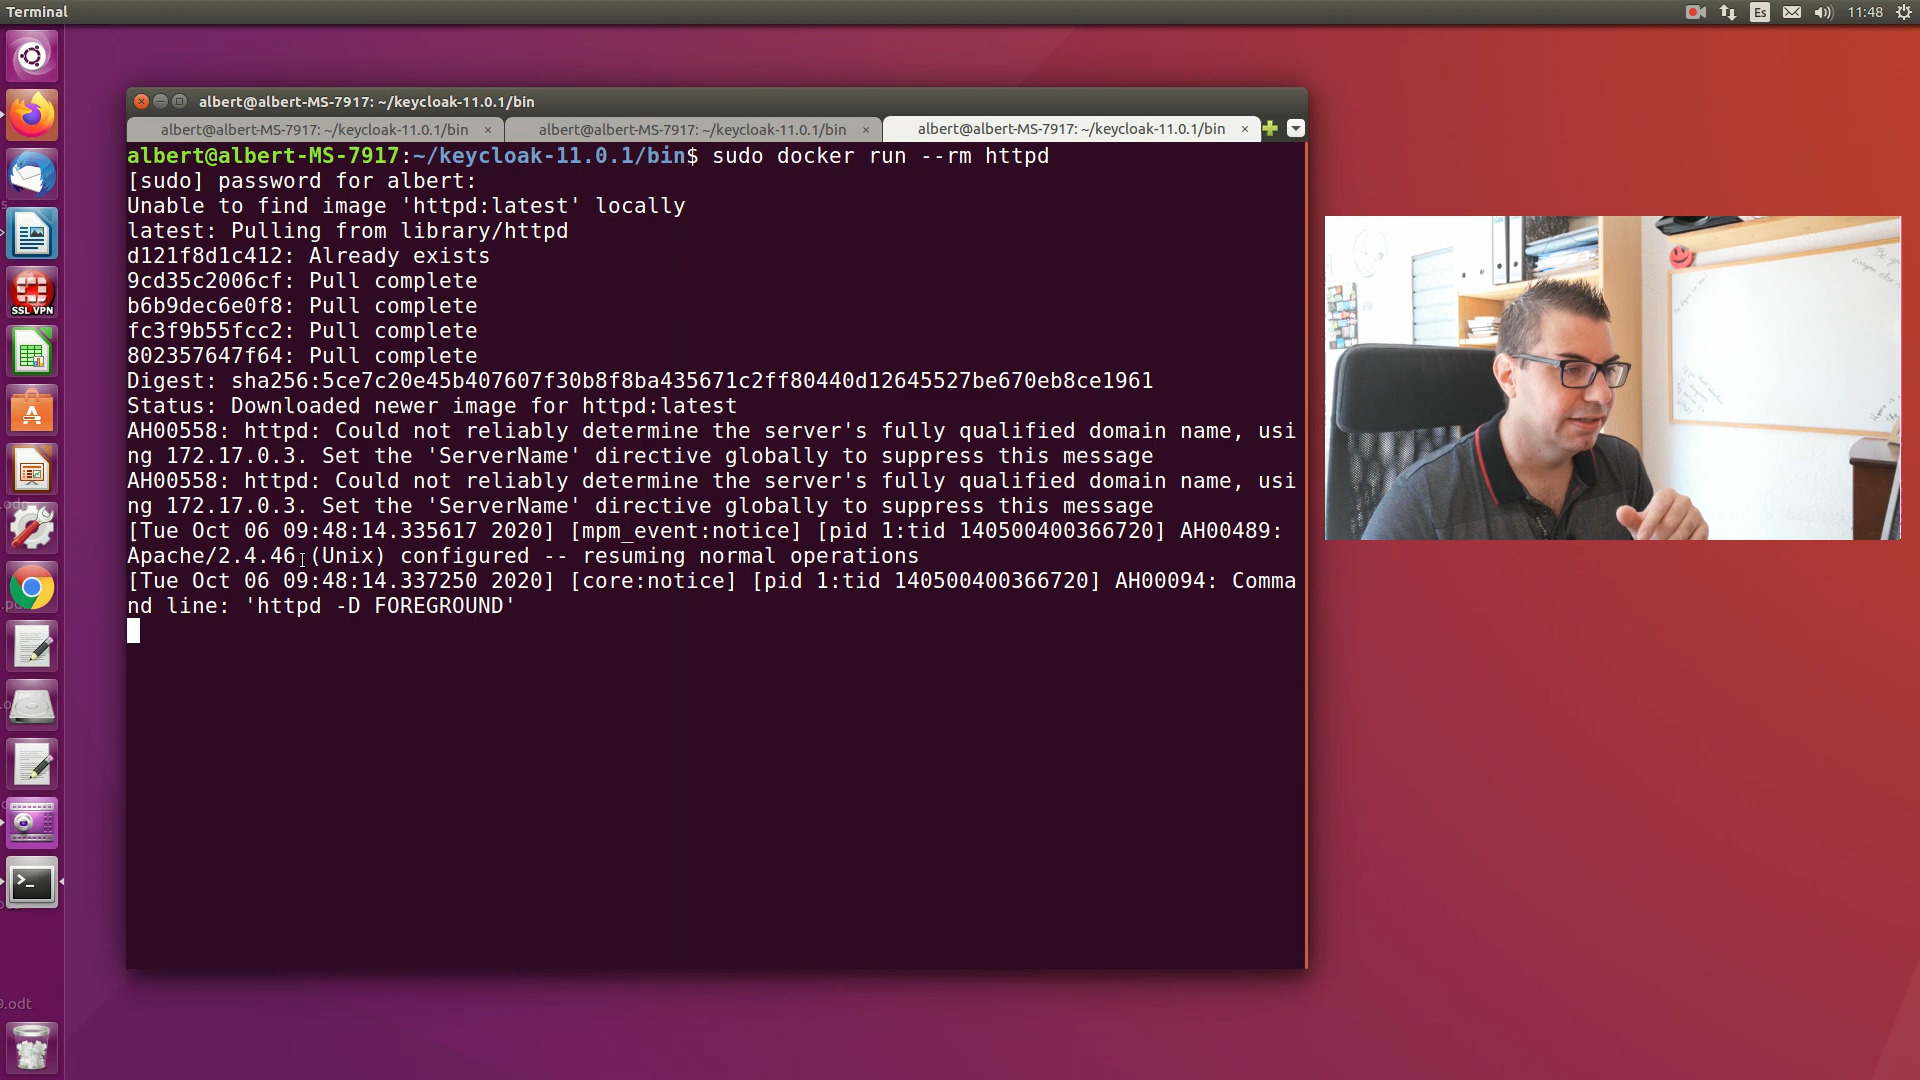 Terminal
Es
11:48
albert@albert-MS-7917: ~/keycloak-11.0.1/bin
albert@albert-MS-7917: ~/keycloak-11.0.1/bin × albert@albert-MS-7917: ~/keycloak-11.0.1/bin × albert@albert-MS-7917: ~/keycloak-11.0.1/bin ×
albert@albert-MS-7917:~/keycloak-11.0.1/bin$ sudo docker run --rm httpd
[sudo] password for albert:
Unable to find image 'httpd:latest' locally
latest: Pulling from library/httpd
d121f8d1c412: Already exists
9cd35c2006cf: Pull complete
b6b9dec6e0f8: Pull complete
fc3f9b55fcc2: Pull complete
802357647f64: Pull complete
Digest: sha256:5ce7c20e45b407607f30b8f8ba435671c2ff80440d12645527be670eb8ce1961
Status: Downloaded newer image for httpd:latest
AH00558: httpd: Could not reliably determine the server's fully qualified domain name, usi
ng 172.17.0.3. Set the 'ServerName' directive globally to suppress this message
AH00558: httpd: Could not reliably determine the server's fully qualified domain name, usi
ng 172.17.0.3. Set the 'ServerName' directive globally to suppress this message
[Tue Oct 06 09:48:14.335617 2020] [mpm_event:notice] [pid 1:tid 140500400366720] AH00489:
Apache/2.4.46 (Unix) configured -- resuming normal operations
[Tue Oct 06 09:48:14.337250 2020] [core:notice] [pid 1:tid 140500400366720] AH00094: Comma
nd line: 'httpd -D FOREGROUND'
SSL VPN
9.odt